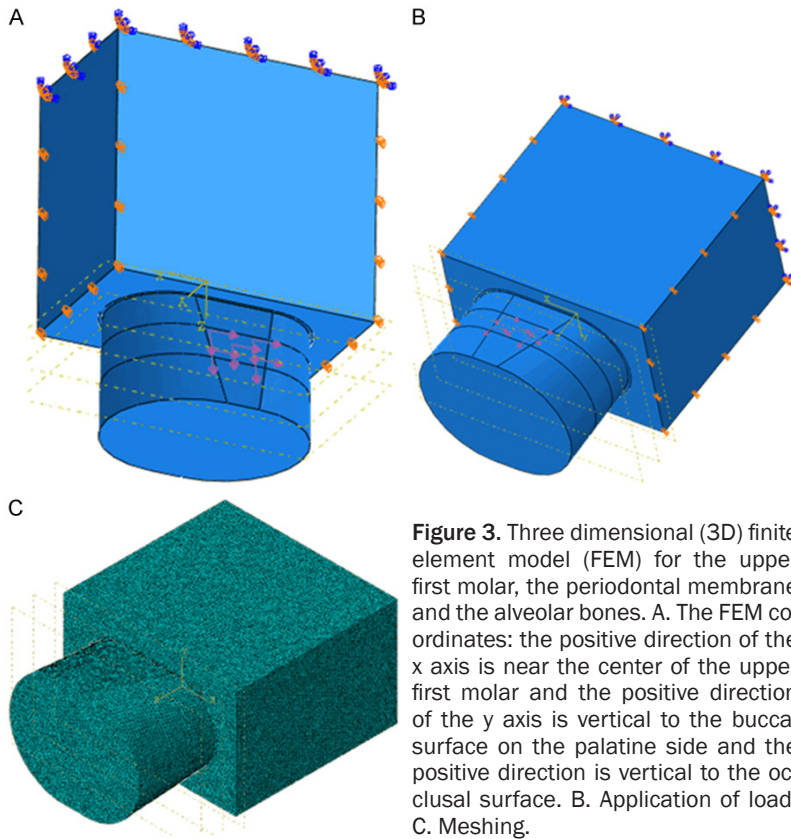 A
B
C
Figure 3. Three dimensional (3D) finite
element model (FEM) for the uppe
first molar, the periodontal membrane
and the alveolar bones. A. The FEM co
ordinates: the positive direction of the
x axis is near the center of the uppe
first molar and the positive direction
of the y axis is vertical to the bucca
surface on the palatine side and the
positive direction is vertical to the oc
clusal surface. B. Application of load
C. Meshing.